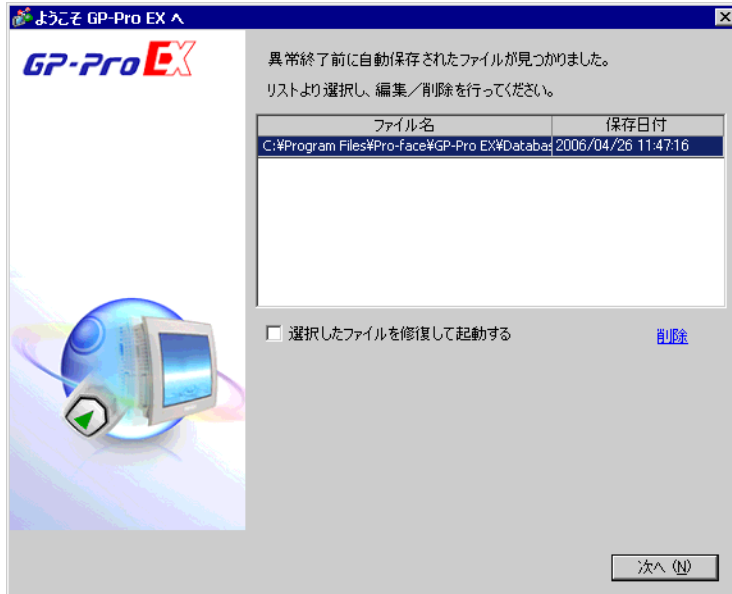 ようこそ GP-Pro EX へ
GP-Pro EX
異常終了前に自動保存されたファイルが見つかりました。
リストより選択し、編集／削除を行ってください。
ファイル名 保存日付
C:¥Program Files¥Pro-face¥GP-Pro EX¥Databas 2006/04/26 11:47:16
選択したファイルを修復して起動する 削除
次へ (N)